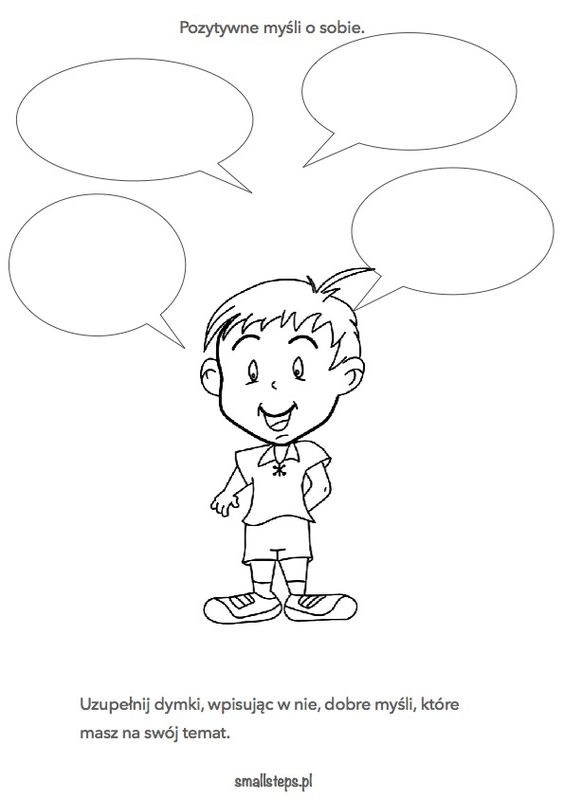 Pozytywne myśli o sobie.
Uzupełnij dymki, wpisując w nie, dobre myśli, które
masz na swój temat.
smallsteps.pl